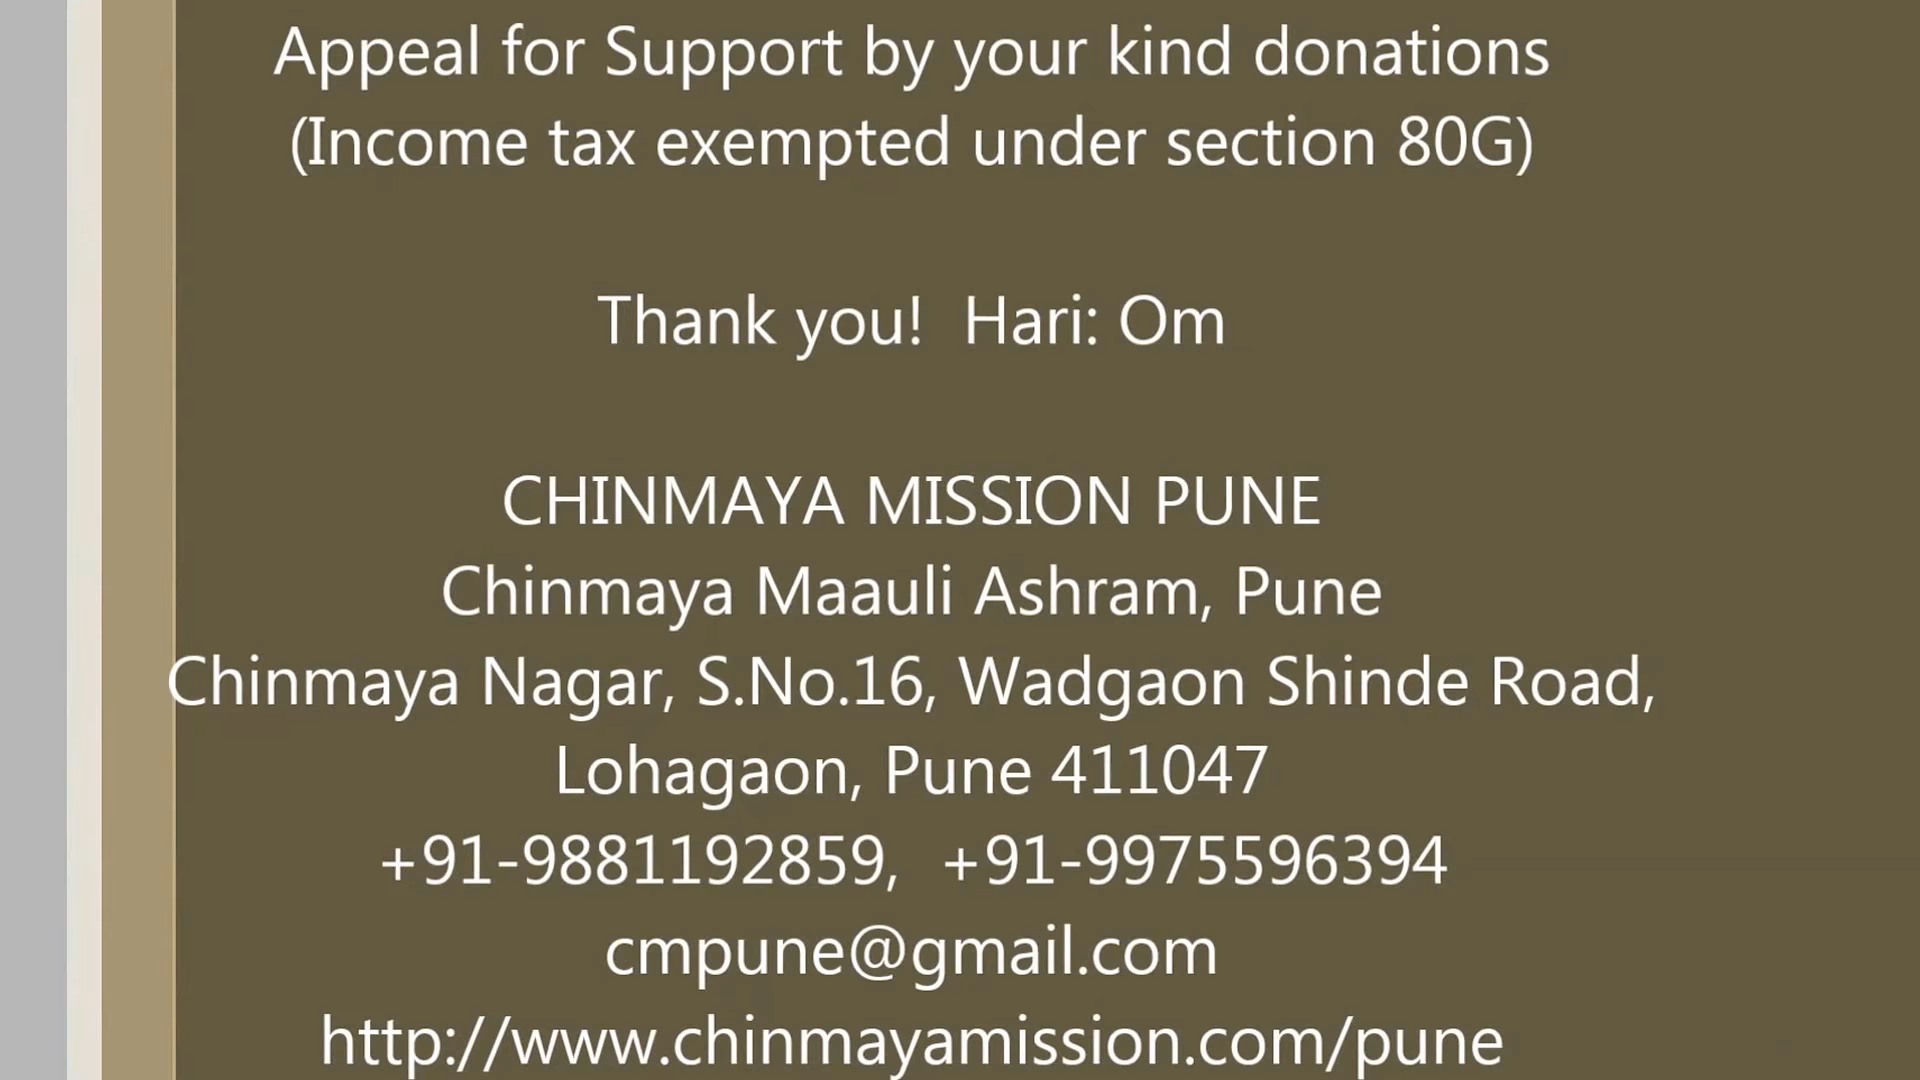 Appeal for Support by your kind donations
(Income tax exempted under section 80G)
Thank you!  Hari: Om
CHINMAYA MISSION PUNE
Chinmaya Maauli Ashram, Pune
Chinmaya Nagar, S.No.16, Wadgaon Shinde Road,
Lohagaon, Pune 411047
+91-9881192859,  +91-9975596394
cmpune@gmail.com
http://www.chinmayamission.com/pune